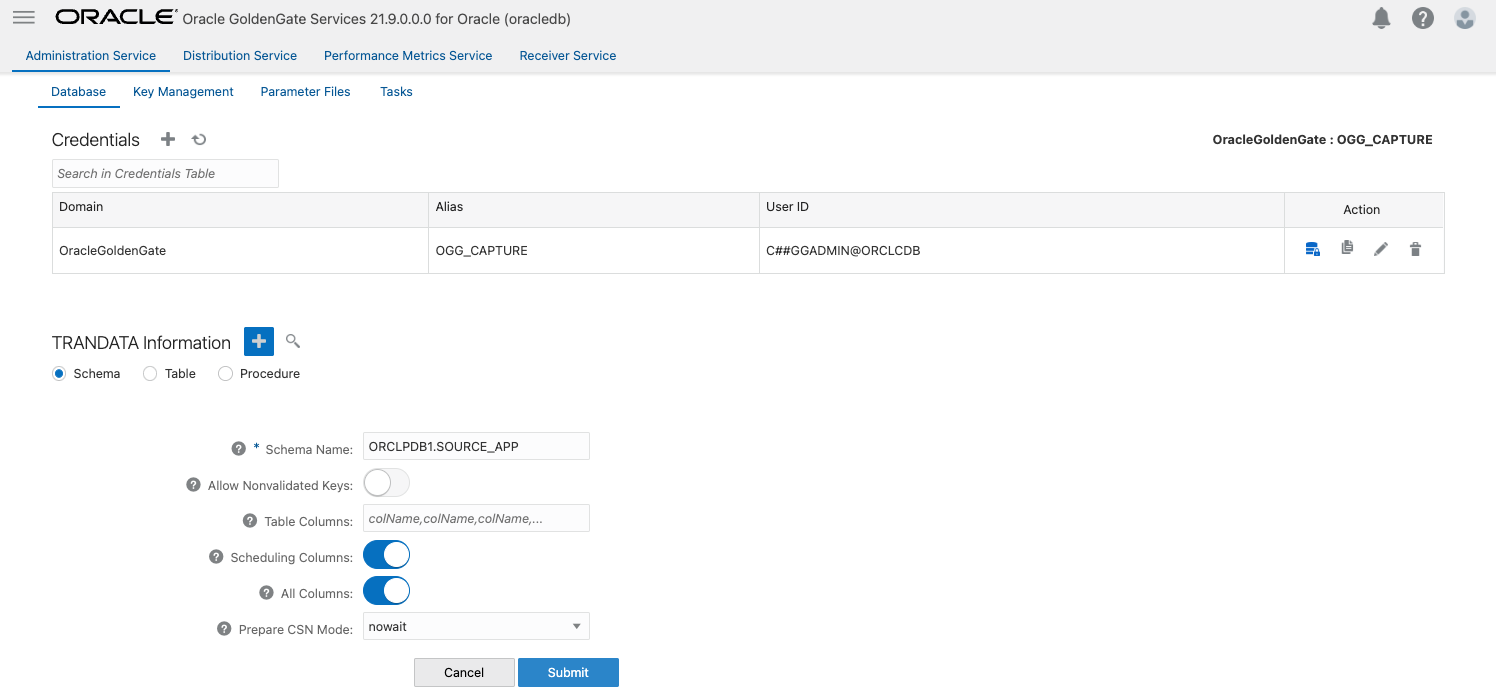 ORACLE Oracle GoldenGate Services 21.9.0.0.0 for Oracle (oracledb)
Administration Service Distribution Service Performance Metrics Service Receiver Service
Database Key Management Parameter Files Tasks
Credentials OracleGoldenGate : OGG_CAPTURE
Search in Credentials Table
Domain Alias User ID Action
OracleGoldenGate OGG_CAPTURE C##GGADMIN@ORCLCDB
TRANDATA Information
Schema Table Procedure
* Schema Name: ORCLPDB1.SOURCE_APP
Allow Nonvalidated Keys:
Table Columns: colName,colName,colName,...
Scheduling Columns:
All Columns:
Prepare CSN Mode: nowait
Cancel Submit